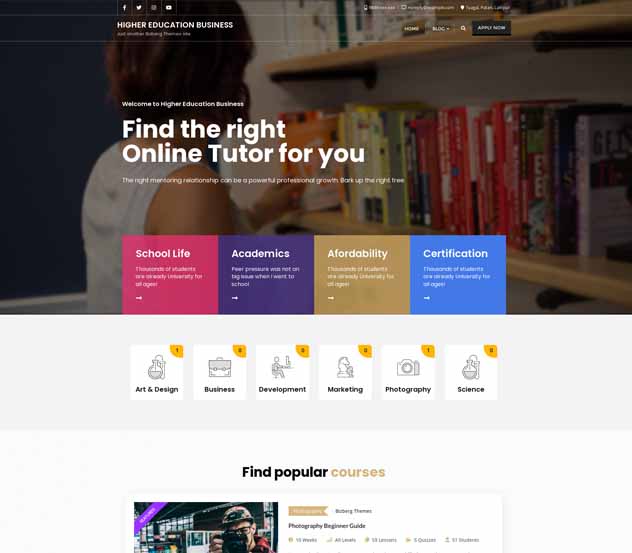 Tyagal, Patan, Lalitpur
HIGHER EDUCATION BUSINESS
Just another Bizberg Themes site
HOME
BLOG
APPLY NOW
Welcome to Higher Education Business
Find the right
Online Tutor for you
The right mentoring relationship can be a powerful professional growth. Bark up the right tree.
School Life
Thousands of students
are already University for
all ages!
Academics
Peer pressure was not an
big issue when I went to
school
Afordability
Thousands of students
are already University for
all ages!
Certification
Thousands of students
are already University for
all ages!
1
Art & Design
0
Business
0
Development
0
Marketing
1
Photography
0
Science
Find popular courses
Photography
Bizberg Themes
Photography Beginner Guide
10 Weeks
All Levels
53 Lessons
5 Quizzes
51 Students